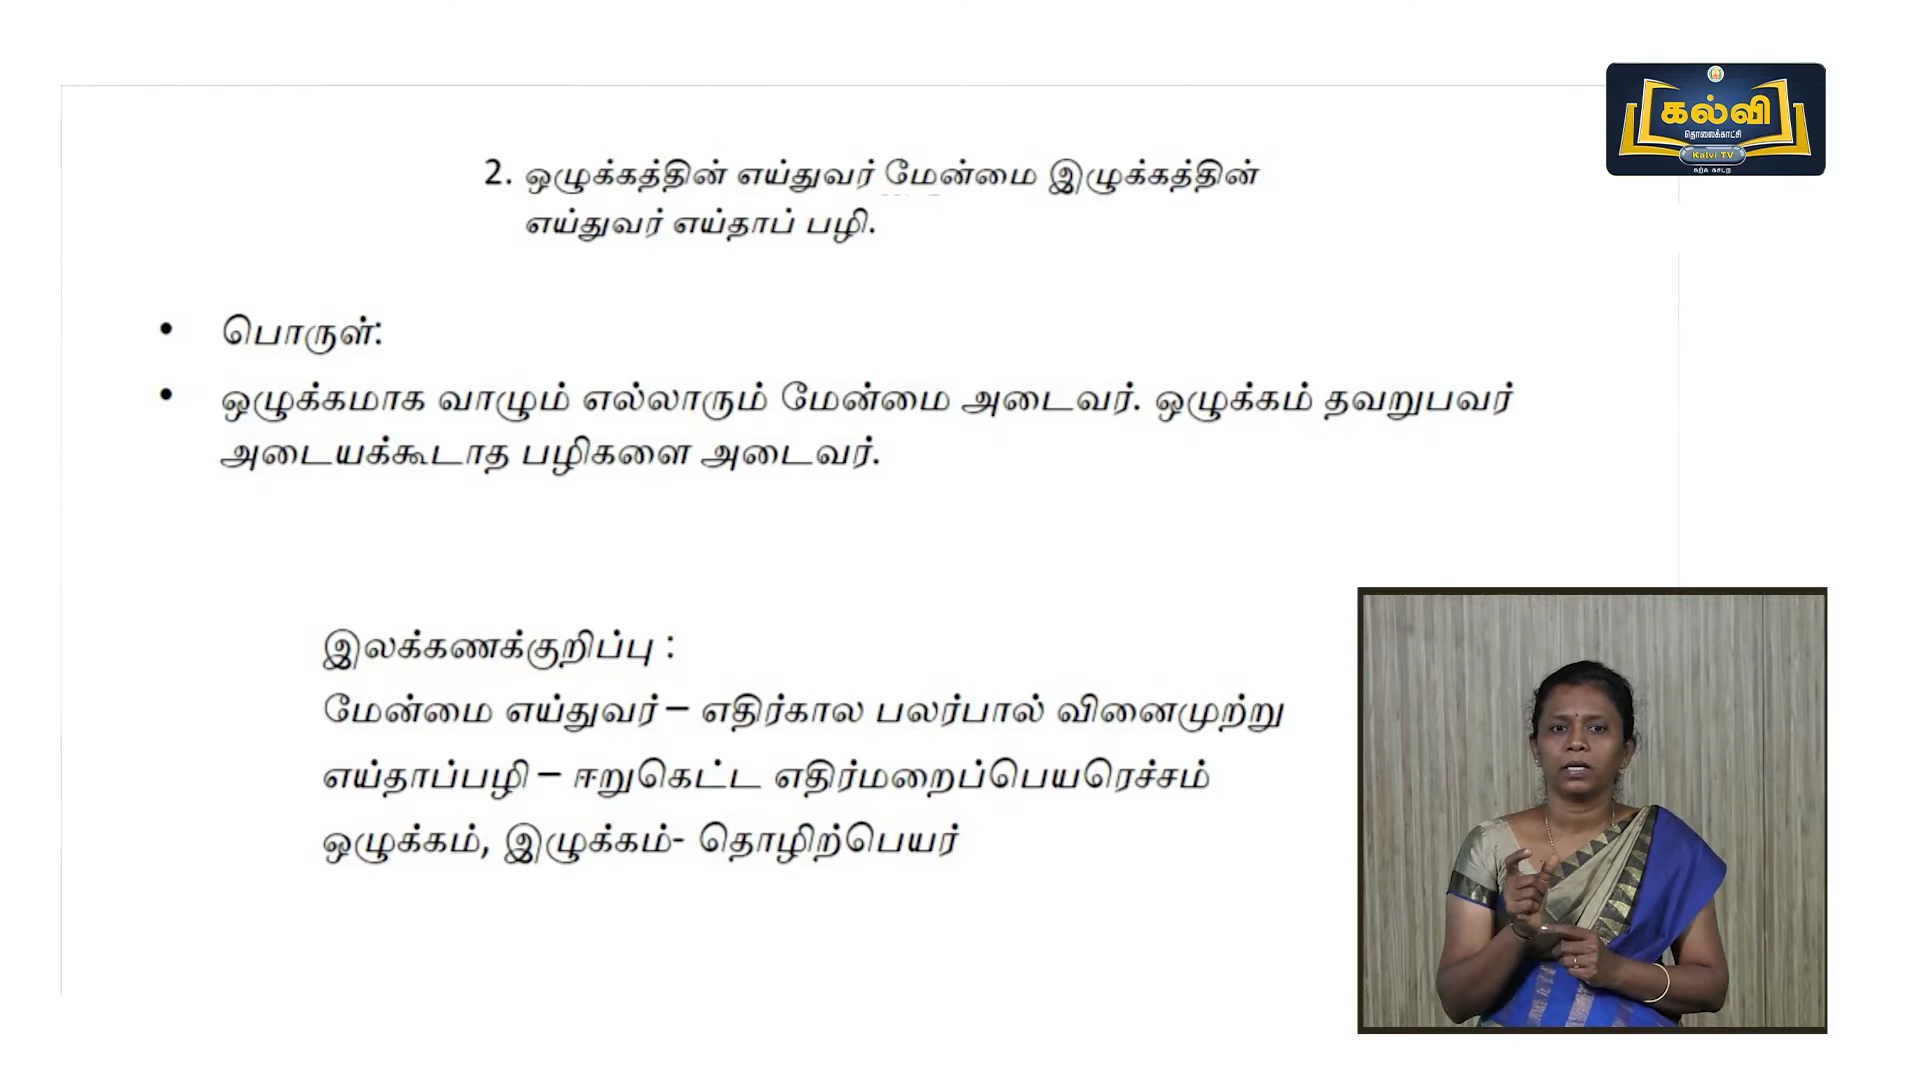 கல்வி
தொலைக்காட்சி
Kalvi TV
கற்க கசடற
2. ஒழுக்கத்தின் எய்துவர் மேன்மை இழுக்கத்தின்
எய்துவர் எய்தாப் பழி.
• பொருள்:
• ஒழுக்கமாக வாழும் எல்லாரும் மேன்மை அடைவர். ஒழுக்கம் தவறுபவர்
அடையக்கூடாத பழிகளை அடைவர்.
இலக்கணக்குறிப்பு :
மேன்மை எய்துவர் – எதிர்கால பலர்பால் வினைமுற்று
எய்தாப்பழி – ஈறுகெட்ட எதிர்மறைப்பெயரெச்சம்
ஒழுக்கம், இழுக்கம்- தொழிற்பெயர்